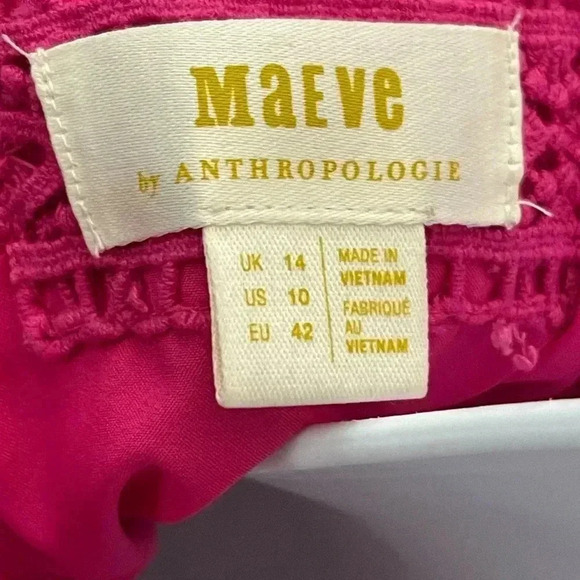 MaEVe
by ANTHROPOLOGIE
UK 14
US 10
EU 42
MADE IN
VIETNAM
FABRIQUÉ
AU
VIETNAM